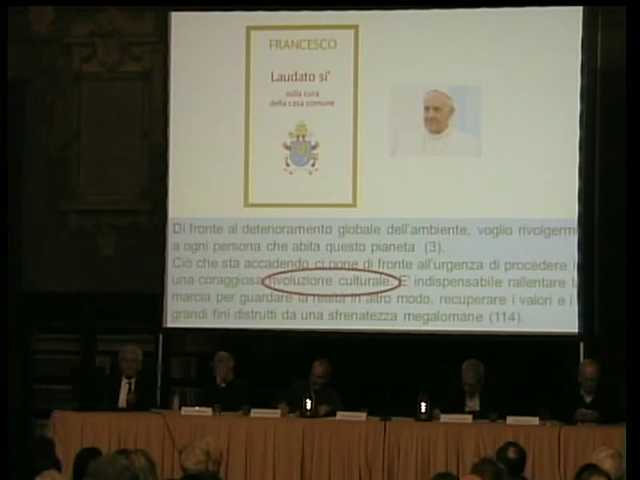 FRANCESCO
Laudato si'
sulla cura
della casa comune
Di fronte al deterioramento globale dell'ambiente, voglio rivolgerm
a ogni persona che abita questo pianeta (3).
Ciò che sta accadendo ci pone di fronte all'urgenza di procedere i
una coraggiosa rivoluzione culturale. E' indispensabile rallentare l
marcia per guardare la realtà in altro modo, recuperare i valori e i
grandi fini distrutti da una sfrenatezza megalomane (114).